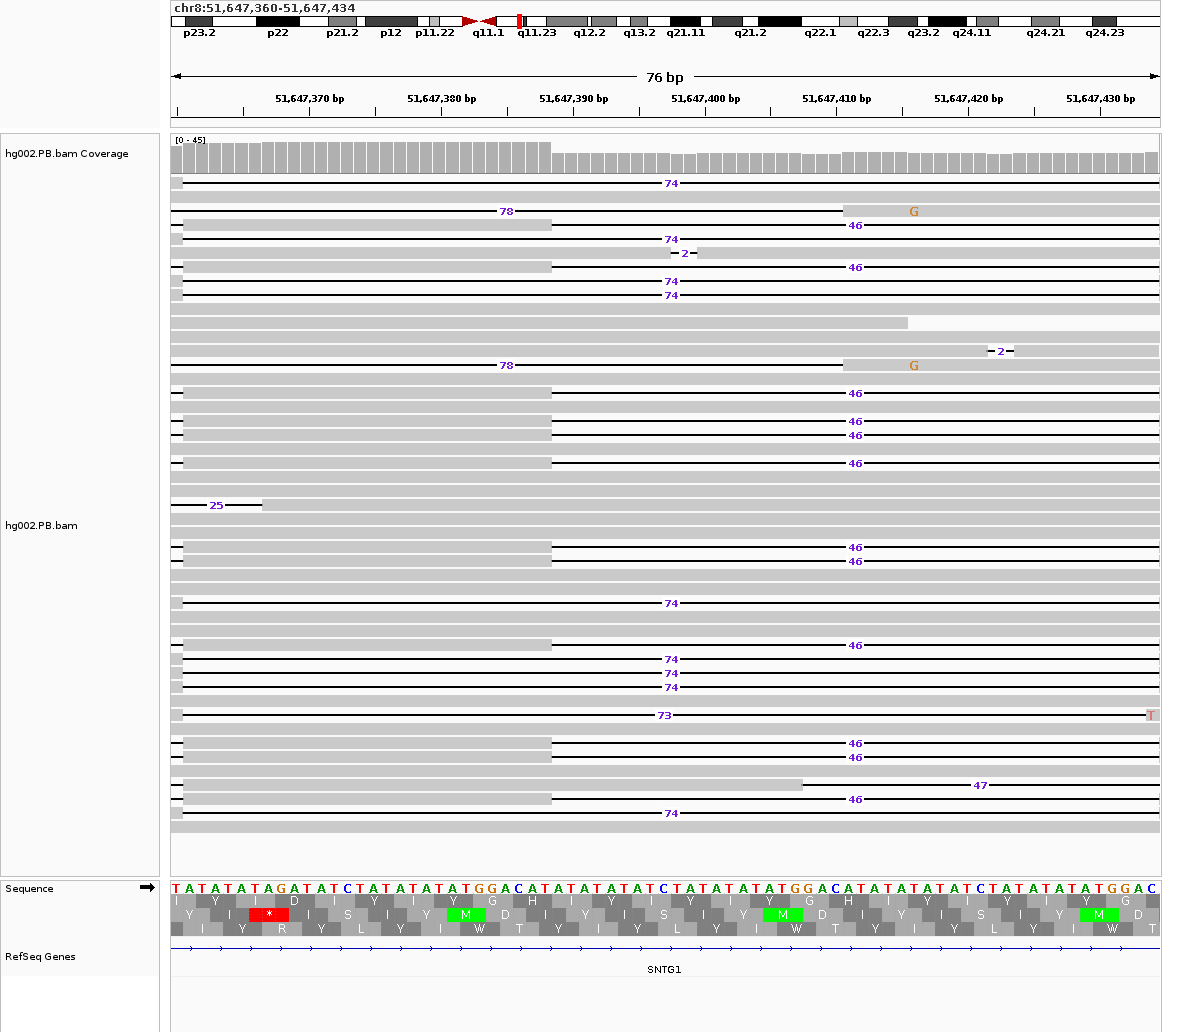 chr8:51,647,360-51,647,434
p23.2 p22 p21.2 p12 p11.22 q11.1 q11.23 q12.2 q13.2 q21.11 q21.2 q22.1 q22.3 q23.2 q24.11 q24.21 q24.23
76 bp
51,647,370 bp 51,647,380 bp 51,647,390 bp 51,647,400 bp 51,647,410 bp 51,647,420 bp 51,647,430 bp
[0 - 45]
hg002.PB.bam Coverage
74
78 G
46
74
2
46
74
74
2
78 G
46
46
46
46
25
hg002.PB.bam
46
46
74
46
74
74
74
73 T
46
46
47
46
74
Sequence T A T A T A T A G A T A T C T A T A T A T A T G G A C A T A T A T A T A T C T A T A T A T A T G G A C A T A T A T A T A T C T A T A T A T A T G G A C
I Y I D I Y I Y G H I Y I Y I Y G H I Y I Y I Y G
Y I * I S I Y M D I Y I S I Y M D I Y I S I Y M D
I Y R Y L Y I W T Y I Y L Y I W T Y I Y L Y I W T
RefSeq Genes
SNTG1